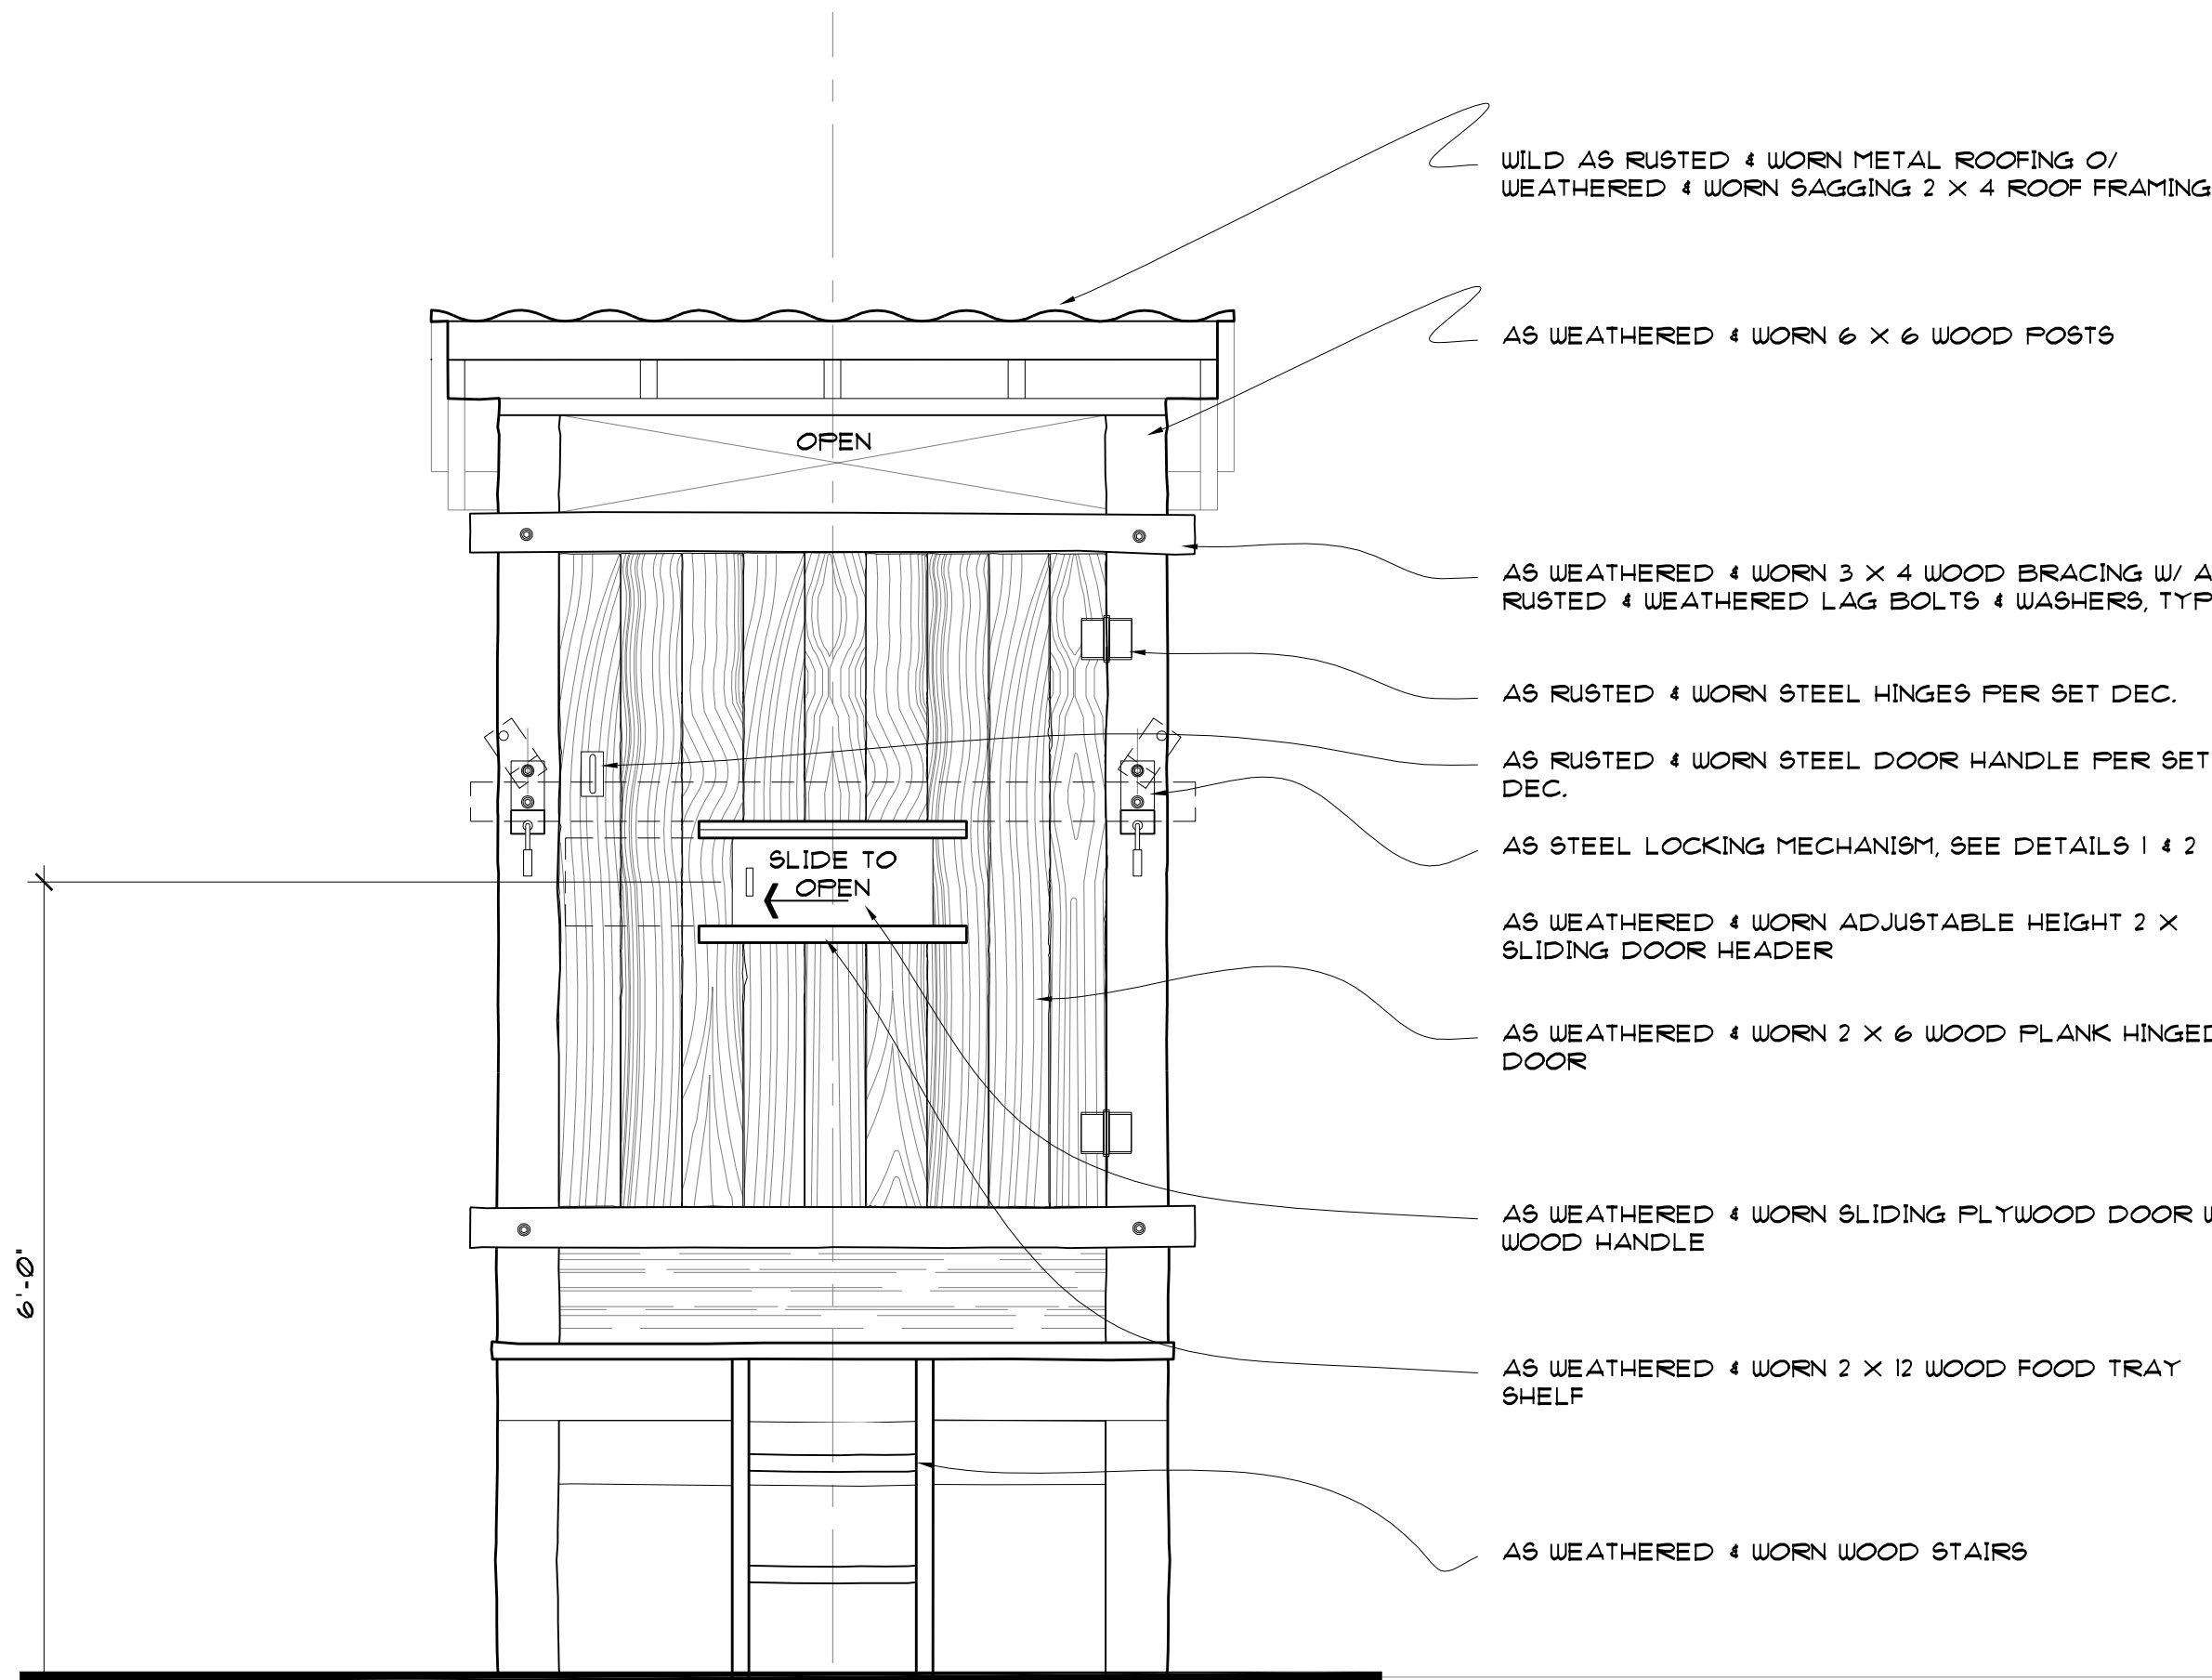 WILD AS RUSTED & WORN METAL ROOFING O/
WEATHERED & WORN SAGGING 2 X 4 ROOF FRAMING
AS WEATHERED & WORN 6 X 6 WOOD POSTS
OPEN
AS WEATHERED & WORN 3 X 4 WOOD BRACING W/ A
RUSTED & WEATHERED LAG BOLTS & WASHERS, TYP
AS RUSTED & WORN STEEL HINGES PER SET DEC.
AS RUSTED & WORN STEEL DOOR HANDLE PER SET
DEC.
AS STEEL LOCKING MECHANISM, SEE DETAILS 1 & 2
SLIDE TO
OPEN
AS WEATHERED & WORN ADJUSTABLE HEIGHT 2 X
SLIDING DOOR HEADER
AS WEATHERED & WORN 2 X 6 WOOD PLANK HINGED
DOOR
AS WEATHERED & WORN SLIDING PLYWOOD DOOR
WOOD HANDLE
6'-0"
AS WEATHERED & WORN 2 X 12 WOOD FOOD TRAY
SHELF
AS WEATHERED & WORN WOOD STAIRS